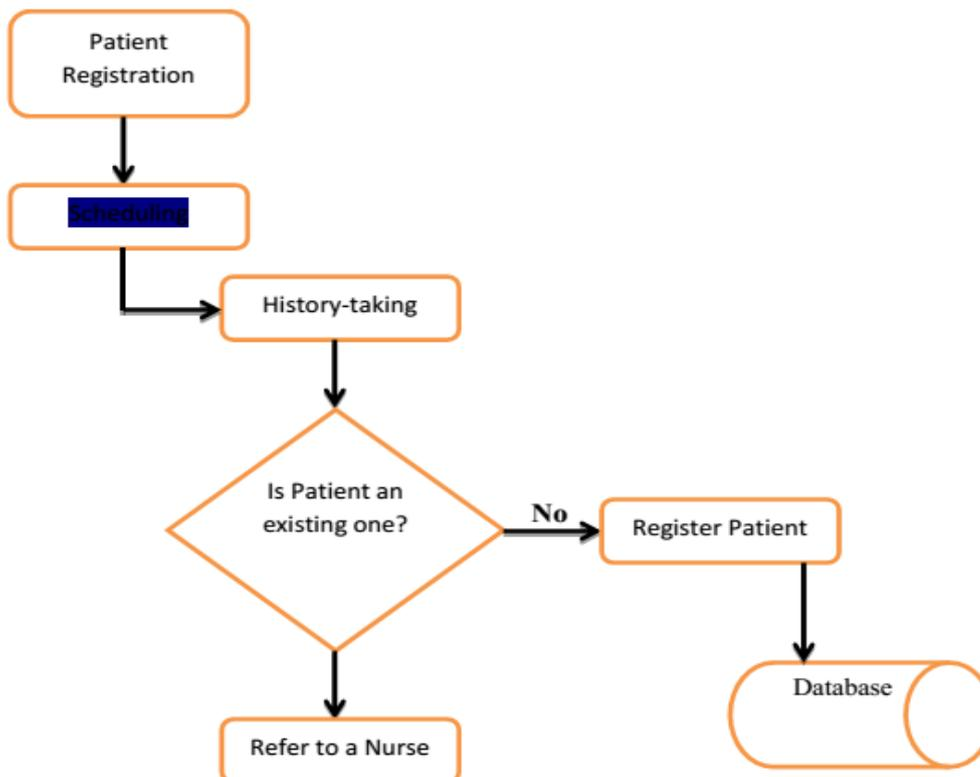 Patient
Registration
Scheduling
History-taking
Is Patient an
existing one?
No
Register Patient
Database
Refer to a Nurse